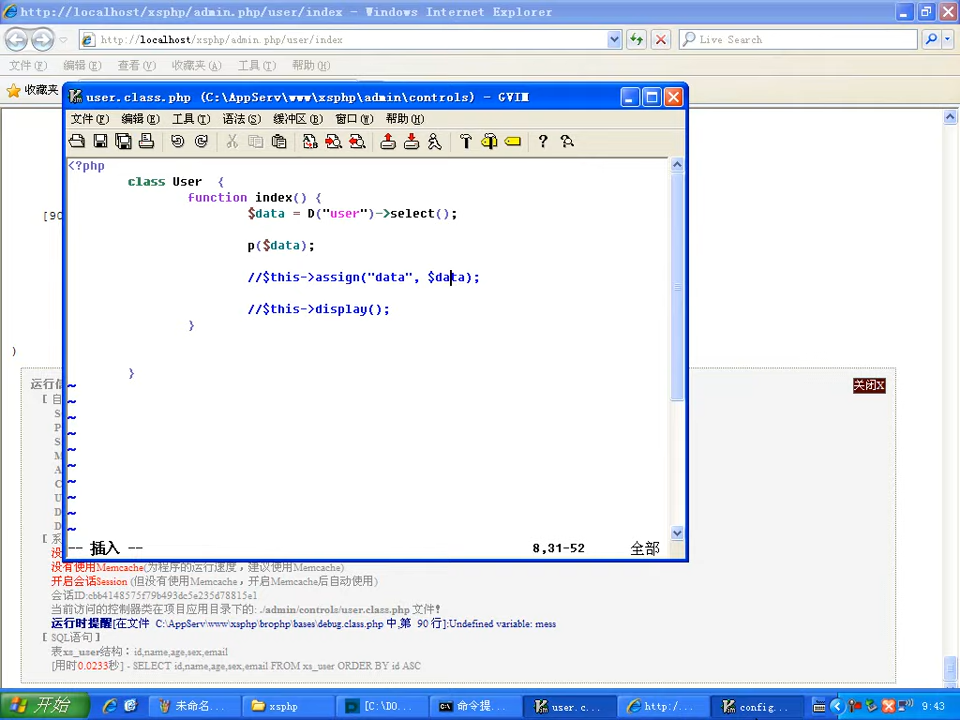 http://localhost/xsphp/admin.php/user/index - Windows Internet Explorer
http://localhost/xsphp/admin.php/user/index
Live Search
文件(F) 编辑(E) 查看(V) 收藏夹(A) 工具(T) 帮助(H)
收藏夹
user.class.php (C:\AppServ\www\xsphp\admin\controls) - GVIM
文件(F) 编辑(E) 工具(T) 语法(S) 缓冲区(B) 窗口(W) 帮助(H)
<?php
class User {
function index() {
$data = D("user")->select();
p($data);
//$this->assign("data", $data);
//$this->display();
}
}
~
~
~
~
~
~
~
~
~
~
-- 插入 -- 8,31-52 全部
[90
)
运行信
关闭X
[ 自
S
P
S
M
A
C
U
D
D
[ 系
没有使用Memcache(为程序的运行速度，建议使用Memcache)
开启会话Session (但没有使用Memcache，开启Memcache后自动使用)
会话ID:cbb4148575f79b493dc5e235d78815e1
当前访问的控制器类在项目应用目录下的: ./admin/controls/user.class.php 文件!
运行时提醒[在文件 C:\AppServ\www\xsphp\brophp\bases\debug.class.php 中,第 90 行]:Undefined variable: mess
[ SQL语句 ]
表xs_user结构：id,name,age,sex,email
[用时0.0233秒] - SELECT id,name,age,sex,email FROM xs_user ORDER BY id ASC
开始 未命名... xsphp [C:\DO... 命令提... user.c... http:/... config... 9:43